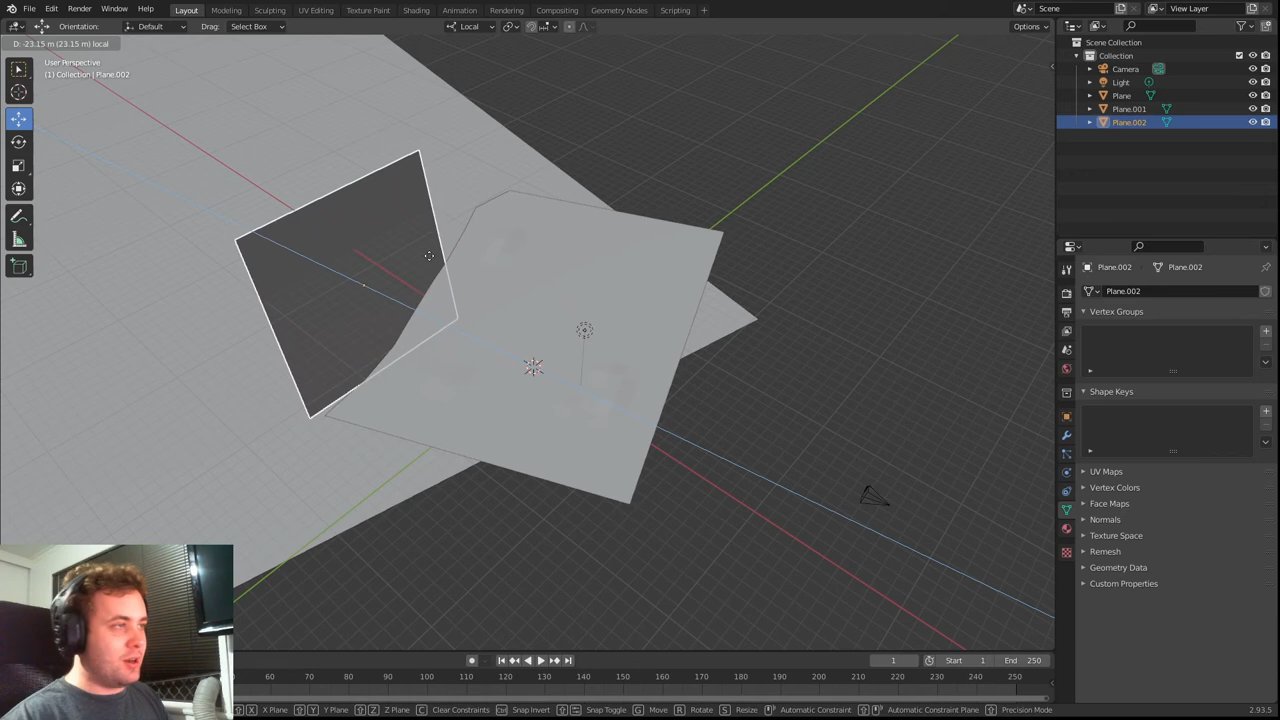 File Edit Render Window Help Layout Modeling Sculpting UV Editing Texture Paint Shading Animation Rendering Compositing Geometry Nodes Scripting Scene View Layer
Orientation: Default Drag: Select Box Local Options
D: -23.15 m (23.15 m) local
User Perspective
(1) Collection | Plane.002
Scene Collection
Collection
Camera
Light
Plane
Plane.001
Plane.002
Plane.002 Plane.002
Plane.002
Vertex Groups
Shape Keys
UV Maps
Vertex Colors
Face Maps
Normals
Texture Space
Remesh
Geometry Data
Custom Properties
1 Start 1 End 250
60 70 80 90 100 110 120 130 140 150 160 170 180 190 200 210 220 230 240 250
X X Plane Y Y Plane Z Z Plane C Clear Constraints Ctrl Snap Invert Snap Toggle G Move R Rotate S Resize Automatic Constraint Automatic Constraint Plane Precision Mode
2.93.5